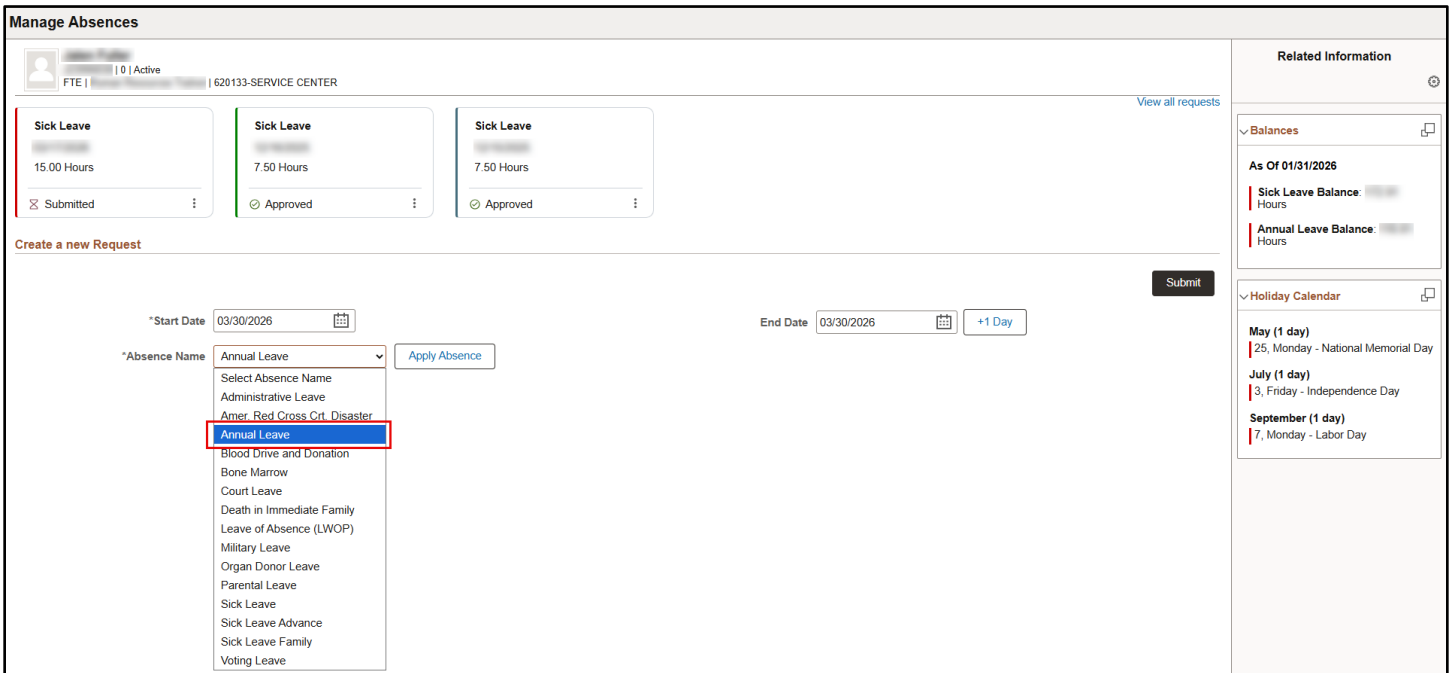 Manage Absences
| 0 | Active
FTE | | 620133-SERVICE CENTER
View all requests
Sick Leave
15.00 Hours
Submitted
Sick Leave
7.50 Hours
Approved
Sick Leave
7.50 Hours
Approved
Create a new Request
Submit
*Start Date 03/30/2026
End Date 03/30/2026 +1 Day
*Absence Name Annual Leave Apply Absence
Select Absence Name
Administrative Leave
Amer. Red Cross Crt. Disaster
Annual Leave
Blood Drive and Donation
Bone Marrow
Court Leave
Death in Immediate Family
Leave of Absence (LWOP)
Military Leave
Organ Donor Leave
Parental Leave
Sick Leave
Sick Leave Advance
Sick Leave Family
Voting Leave
Related Information
Balances
As Of 01/31/2026
Sick Leave Balance:
Hours
Annual Leave Balance:
Hours
Holiday Calendar
May (1 day)
25, Monday - National Memorial Day
July (1 day)
3, Friday - Independence Day
September (1 day)
7, Monday - Labor Day